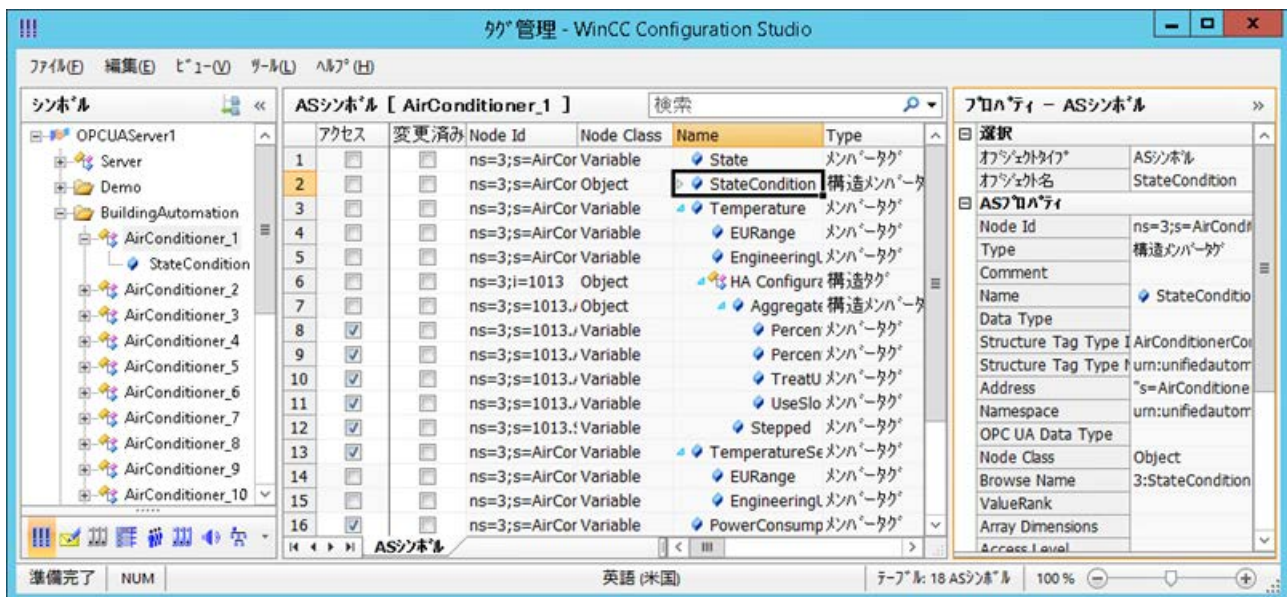 ﾀｸﾞ管理 - WinCC Configuration Studio
ﾌｧｲﾙ(F) 編集(E) ﾋﾞｭｰ(V) ﾂｰﾙ(L) ﾍﾙﾌﾟ(H)
ｼﾝﾎﾞﾙ
OPCUAServer1
Server
Demo
BuildingAutomation
AirConditioner_1
StateCondition
AirConditioner_2
AirConditioner_3
AirConditioner_4
AirConditioner_5
AirConditioner_6
AirConditioner_7
AirConditioner_8
AirConditioner_9
AirConditioner_10
ASｼﾝﾎﾞﾙ [ AirConditioner_1 ] 検索
アクセス 変更済み Node Id Node Class Name Type
1 ns=3;s=AirCor Variable State ﾒﾝﾊﾞｰﾀｸﾞ
2 ns=3;s=AirCor Object StateCondition 構造ﾒﾝﾊﾞｰﾀ
3 ns=3;s=AirCor Variable Temperature ﾒﾝﾊﾞｰﾀｸﾞ
4 ns=3;s=AirCor Variable EURange ﾒﾝﾊﾞｰﾀｸﾞ
5 ns=3;s=AirCor Variable EngineeringU ﾒﾝﾊﾞｰﾀｸﾞ
6 ns=3;i=1013 Object HA Configura 構造ﾀｸﾞ
7 ns=3;s=1013./ Object Aggregate 構造ﾒﾝﾊﾞｰﾀ
8 ns=3;s=1013./ Variable Percen ﾒﾝﾊﾞｰﾀｸﾞ
9 ns=3;s=1013./ Variable Percen ﾒﾝﾊﾞｰﾀｸﾞ
10 ns=3;s=1013./ Variable TreatU ﾒﾝﾊﾞｰﾀｸﾞ
11 ns=3;s=1013./ Variable UseSlo ﾒﾝﾊﾞｰﾀｸﾞ
12 ns=3;s=1013.! Variable Stepped ﾒﾝﾊﾞｰﾀｸﾞ
13 ns=3;s=AirCor Variable TemperatureSe ﾒﾝﾊﾞｰﾀｸﾞ
14 ns=3;s=AirCor Variable EURange ﾒﾝﾊﾞｰﾀｸﾞ
15 ns=3;s=AirCor Variable EngineeringU ﾒﾝﾊﾞｰﾀｸﾞ
16 ns=3;s=AirCor Variable PowerConsump ﾒﾝﾊﾞｰﾀｸﾞ
ASｼﾝﾎﾞﾙ
ﾌﾟﾛﾊﾟﾃｨ - ASｼﾝﾎﾞﾙ
選択
ｵﾌﾞｼﾞｪｸﾄﾀｲﾌﾟ ASｼﾝﾎﾞﾙ
ｵﾌﾞｼﾞｪｸﾄ名 StateCondition
ASﾌﾟﾛﾊﾟﾃｨ
Node Id ns=3;s=AirCondit
Type 構造ﾒﾝﾊﾞｰﾀｸﾞ
Comment
Name StateConditio
Data Type
Structure Tag Type I AirConditionerCon
Structure Tag Type N urn:unifiedautom
Address "s=AirConditione
Namespace urn:unifiedautom
OPC UA Data Type
Node Class Object
Browse Name 3:StateCondition
ValueRank
Array Dimensions
Access Level
準備完了 NUM 英語 (米国) ﾃｰﾌﾞﾙ: 18 ASｼﾝﾎﾞﾙ 100 %